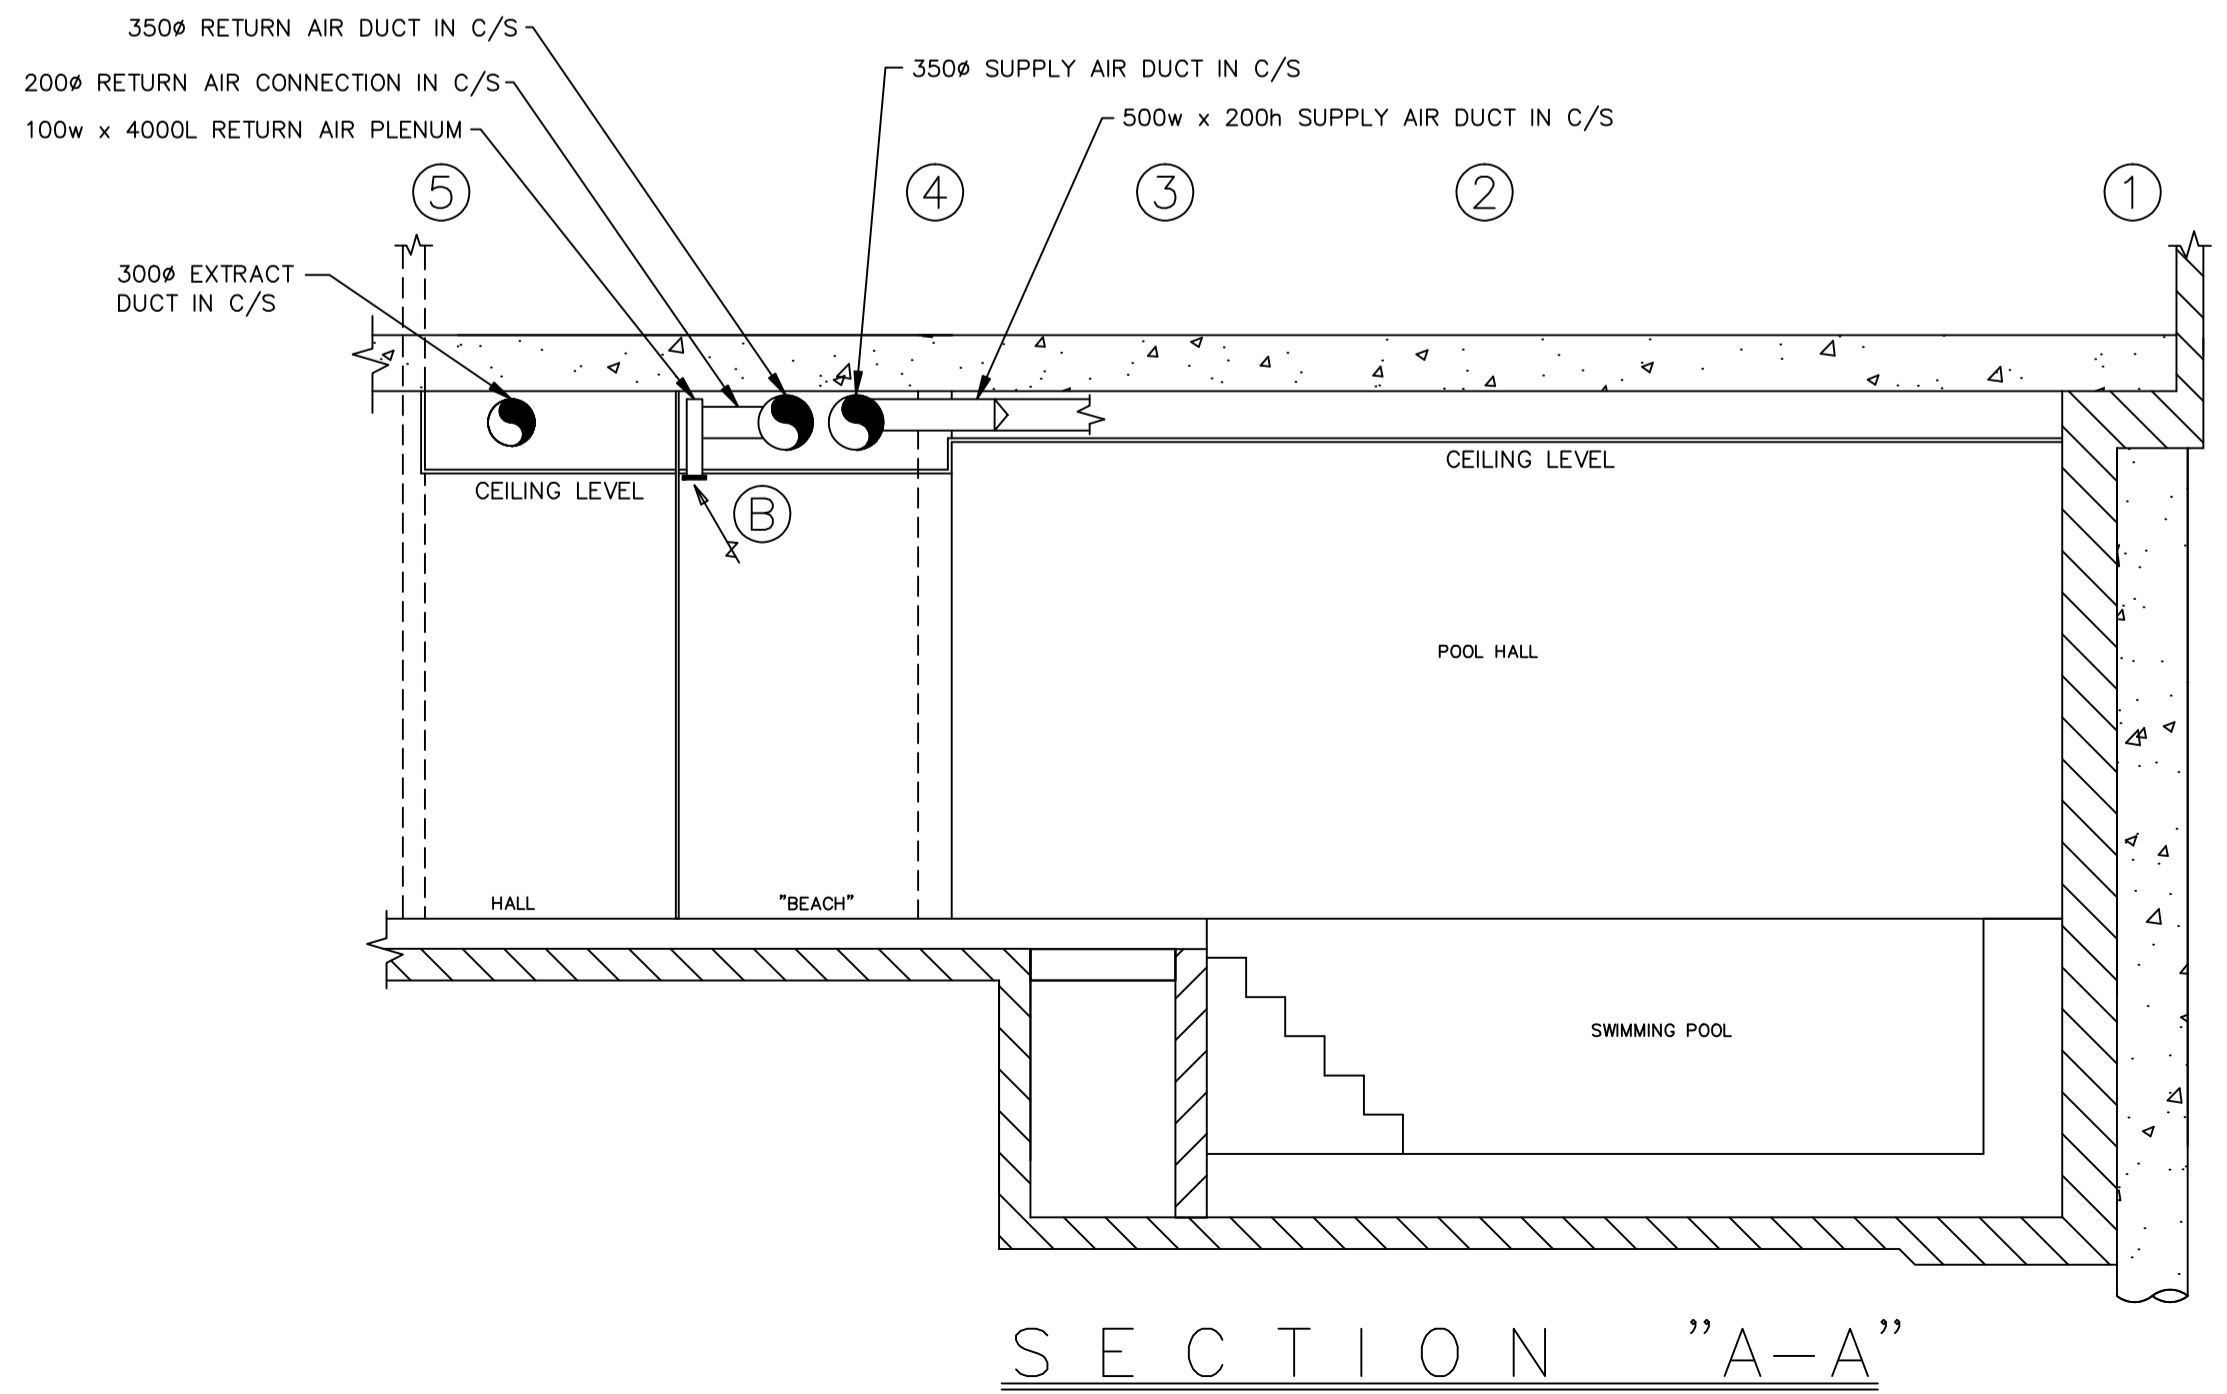 350ø RETURN AIR DUCT IN C/S
200ø RETURN AIR CONNECTION IN C/S
100w x 4000L RETURN AIR PLENUM
350ø SUPPLY AIR DUCT IN C/S
500w x 200h SUPPLY AIR DUCT IN C/S
5
4
3
2
1
300ø EXTRACT
DUCT IN C/S
CEILING LEVEL
CEILING LEVEL
B
POOL HALL
HALL
"BEACH"
SWIMMING POOL
SECTION "A-A"